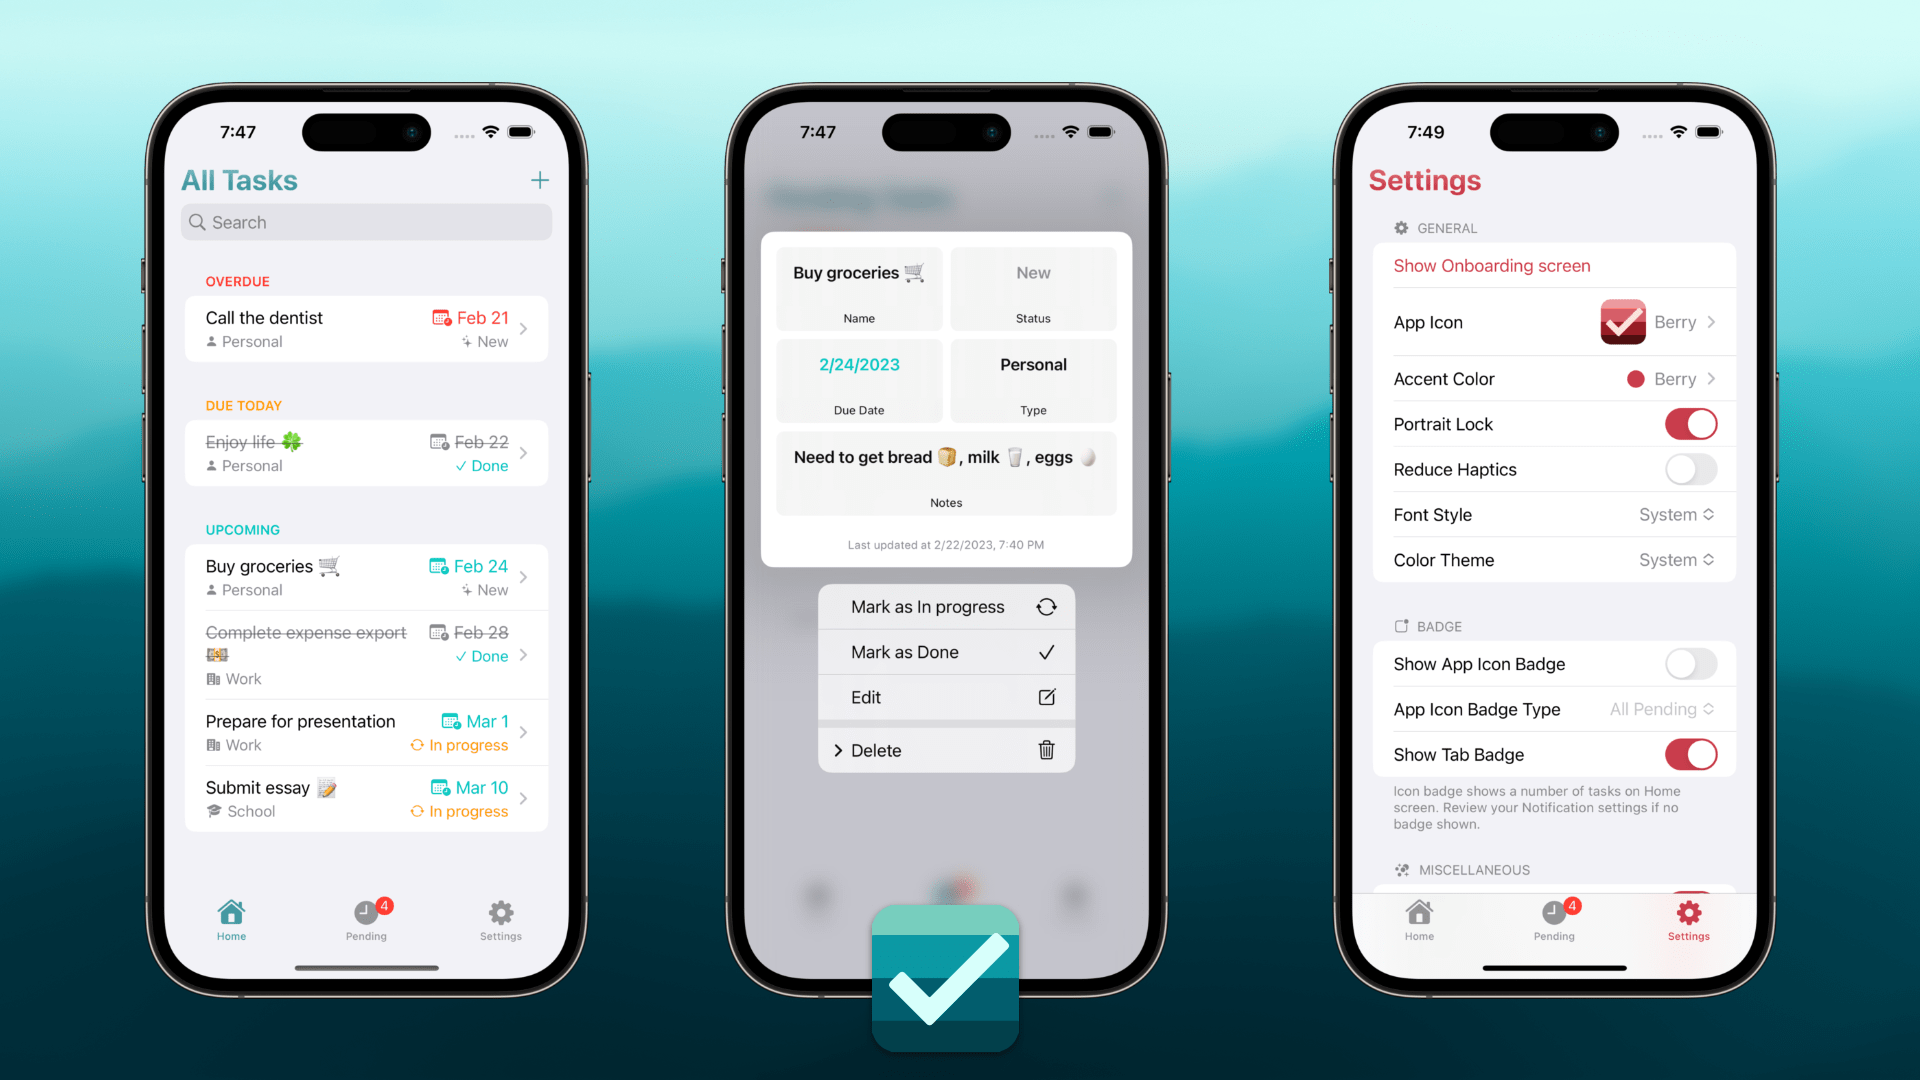 7:47
All Tasks
Search
OVERDUE
Call the dentist
Feb 21
Personal
New
DUE TODAY
Enjoy life 🍀
Feb 22
Personal
Done
UPCOMING
Buy groceries 🛒
Feb 24
Personal
New
Complete expense export
Feb 28
💴
Done
Work
Prepare for presentation
Mar 1
Work
In progress
Submit essay 📝
Mar 10
School
In progress
Home
4
Pending
Settings
7:47
Pending Tasks
Buy groceries 🛒
Name
New
Status
2/24/2023
Due Date
Personal
Type
Need to get bread 🍞, milk 🥛, eggs 🥚
Notes
Last updated at 2/22/2023, 7:40 PM
Mark as In progress
Mark as Done
Edit
Delete
7:49
Settings
GENERAL
Show Onboarding screen
App Icon
Berry
Accent Color
Berry
Portrait Lock
Reduce Haptics
Font Style
System
Color Theme
System
BADGE
Show App Icon Badge
App Icon Badge Type
All Pending
Show Tab Badge
Icon badge shows a number of tasks on Home
screen. Review your Notification settings if no
badge shown.
MISCELLANEOUS
Home
4
Pending
Settings